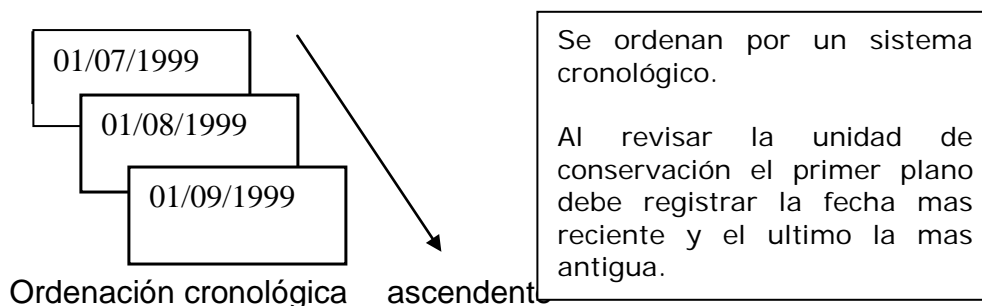 01/07/1999
01/08/1999
01/09/1999
Ordenación cronológica ascendente
Se ordenan por un sistema
cronológico.
Al revisar la unidad de
conservación el primer plano
debe registrar la fecha mas
reciente y el ultimo la mas
antigua.